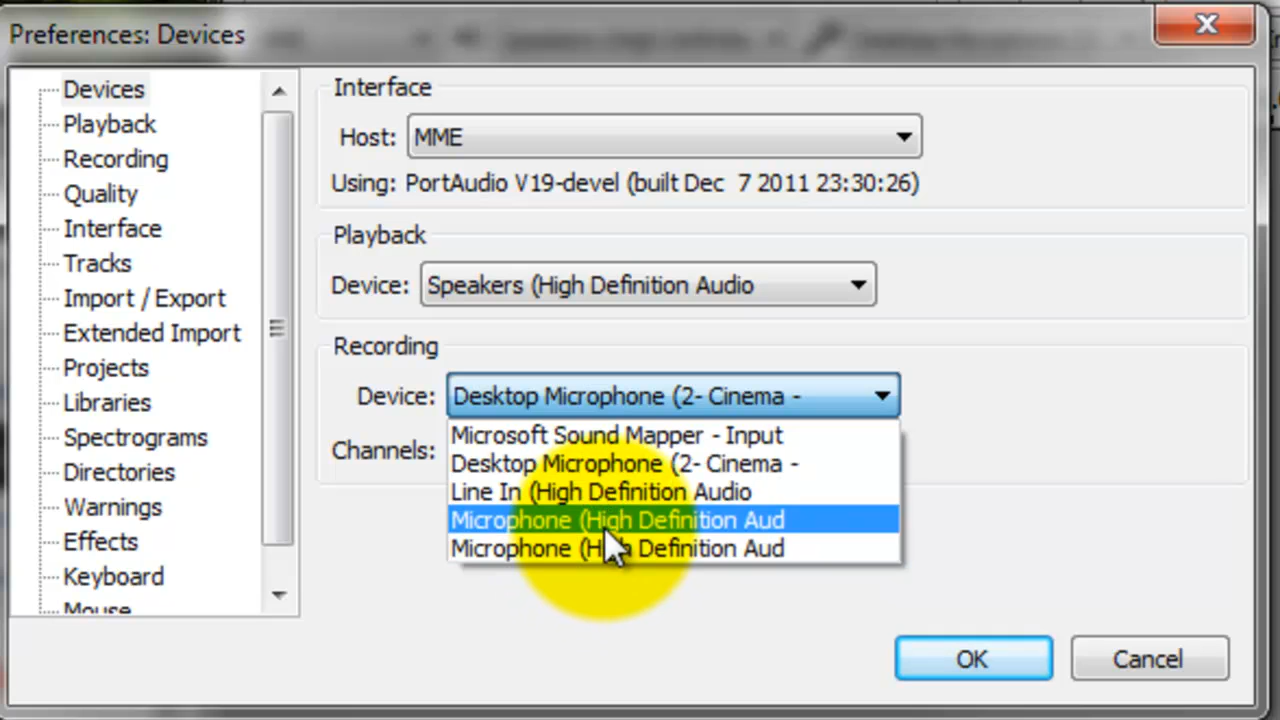 Preferences: Devices
Devices
Playback
Recording
Quality
Interface
Tracks
Import / Export
Extended Import
Projects
Libraries
Spectrograms
Directories
Warnings
Effects
Keyboard
Mouse
Interface
Host: MME
Using: PortAudio V19-devel (built Dec 7 2011 23:30:26)
Playback
Device: Speakers (High Definition Audio
Recording
Device: Desktop Microphone (2- Cinema -
Channels:
Microsoft Sound Mapper - Input
Desktop Microphone (2- Cinema -
Line In (High Definition Audio
Microphone (High Definition Aud
Microphone (High Definition Aud
OK
Cancel